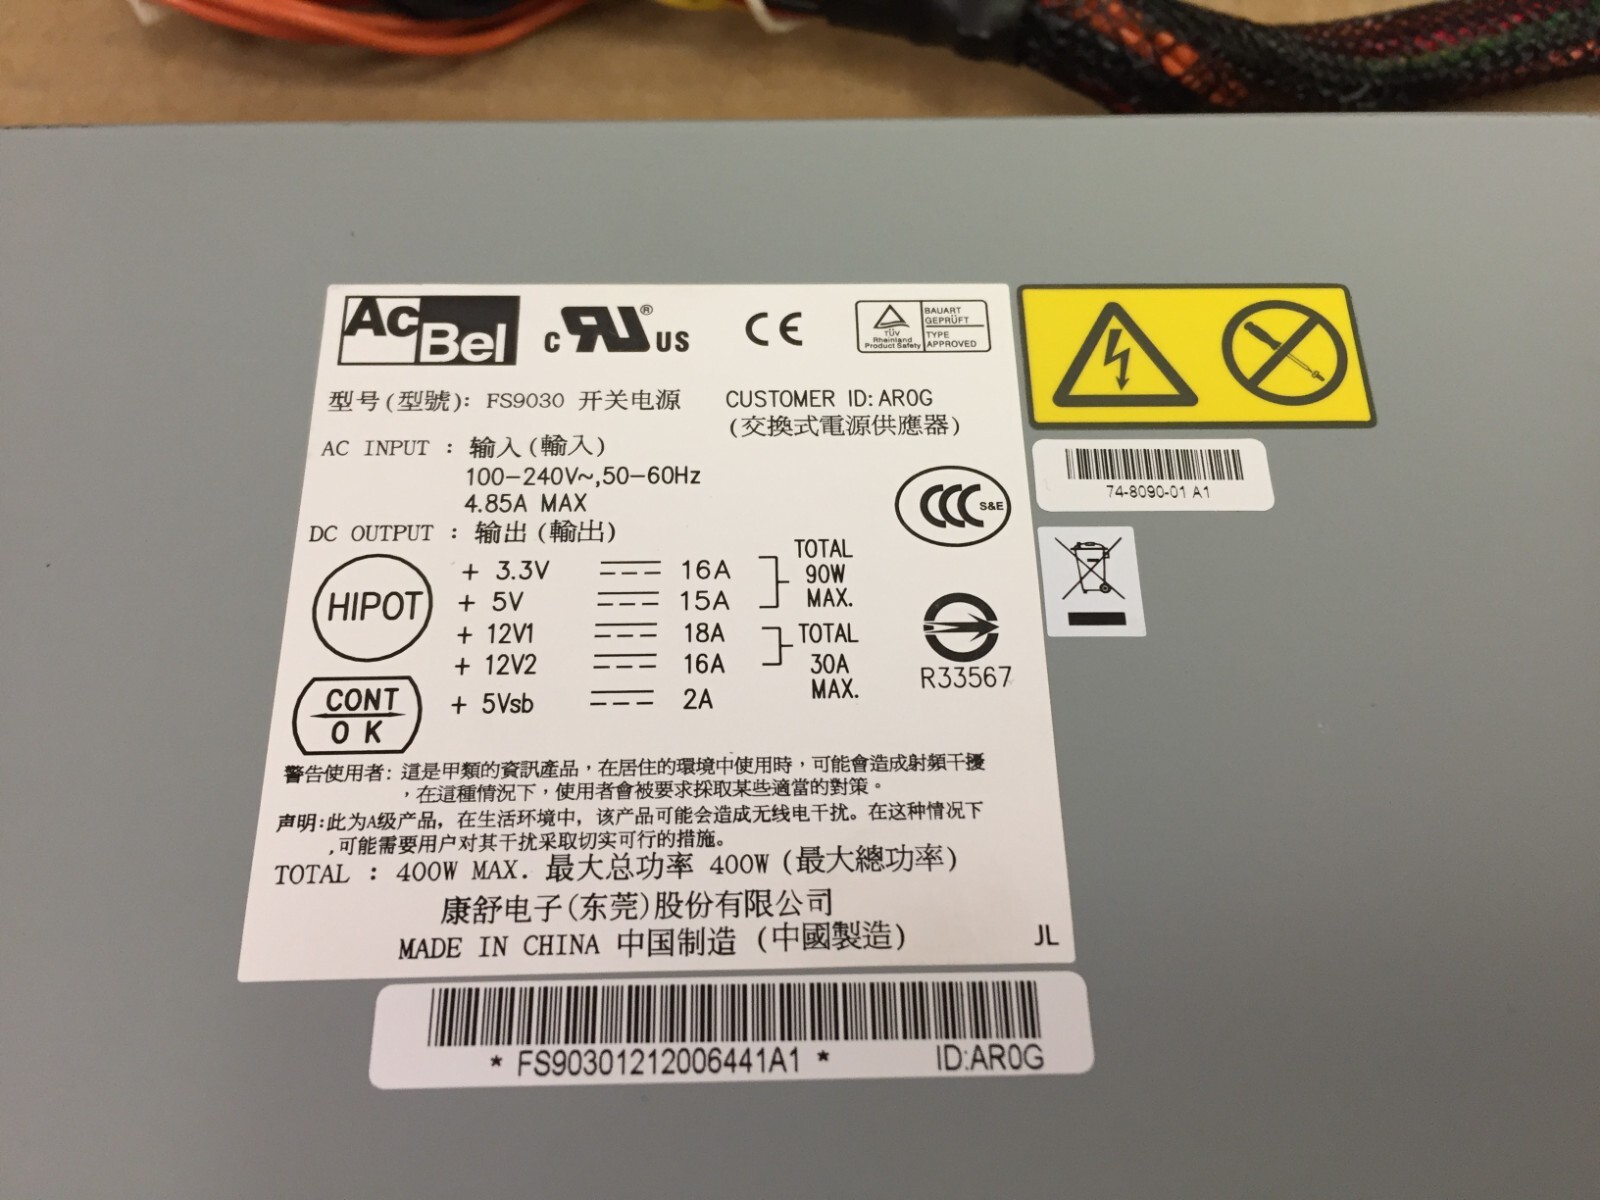 AcBel
c RU ® US
CE
TÜV Rheinland Product Safety
BAUART GEPRÜFT
TYPE APPROVED
型号(型號): FS9030 开关电源 CUSTOMER ID: AR0G
(交換式電源供應器)
AC INPUT : 输入(輸入)
100-240V~,50-60Hz
4.85A MAX
CCC S&E
DC OUTPUT : 输出(輸出)
HIPOT
+ 3.3V 16A
+ 5V 15A
TOTAL 90W MAX.
+ 12V1 18A
+ 12V2 16A
TOTAL 30A MAX.
+ 5Vsb 2A
R33567
CONT
OK
警告使用者: 這是甲類的資訊產品，在居住的環境中使用時，可能會造成射頻干擾
，在這種情況下，使用者會被要求採取某些適當的對策。
声明:此为A级产品，在生活环境中，该产品可能会造成无线电干扰。在这种情况下
,可能需要用户对其干扰采取切实可行的措施。
TOTAL : 400W MAX. 最大总功率 400W (最大總功率)
康舒电子(东莞)股份有限公司
MADE IN CHINA 中国制造 (中國製造) JL
74-8090-01 A1
* FS90301212006441A1 * ID:AR0G